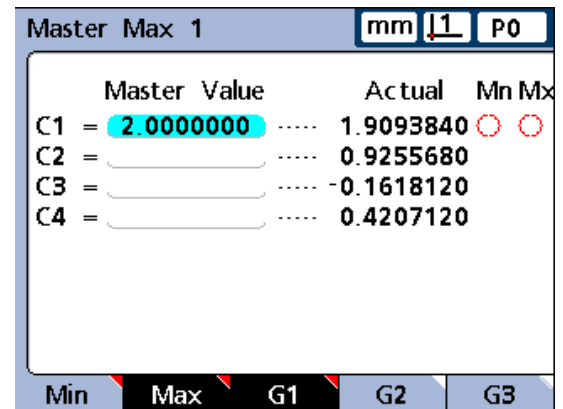 Master Max 1 mm 1 P0
Master Value Actual Mn Mx
C1 = 2.0000000 ..... 1.9093840
C2 = ..... 0.9255680
C3 = ..... -0.1618120
C4 = ..... 0.4207120
Min Max G1 G2 G3